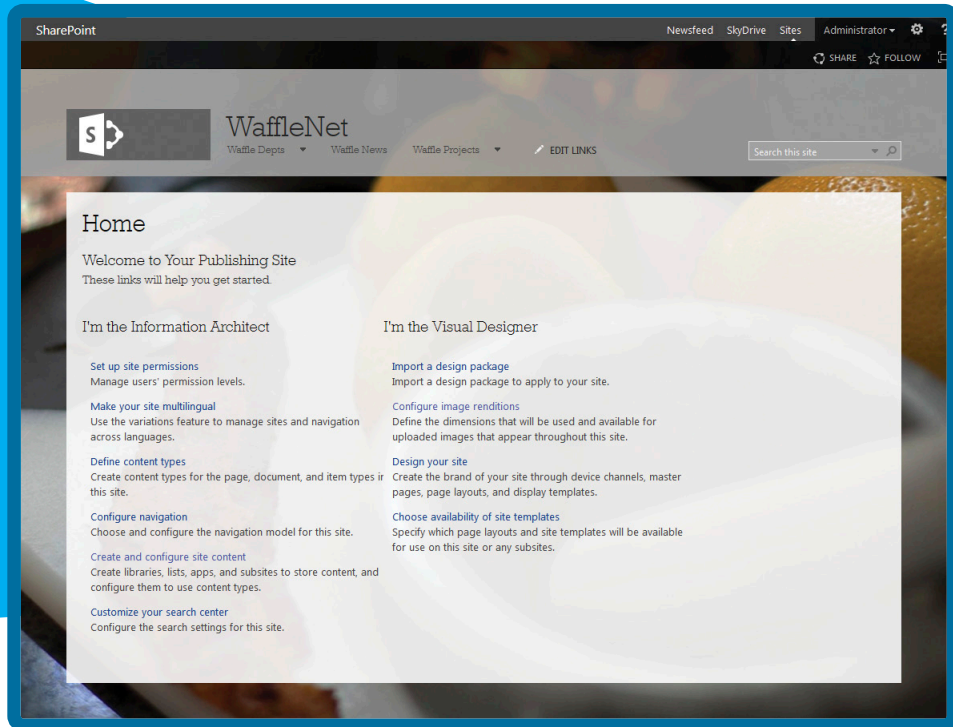 SharePoint
Newsfeed SkyDrive Sites Administrator ?
SHARE FOLLOW
S
WaffleNet
Waffle Depts Waffle News Waffle Projects EDIT LINKS
Search this site
Home
Welcome to Your Publishing Site
These links will help you get started.
I'm the Information Architect
Set up site permissions
Manage users' permission levels.
Make your site multilingual
Use the variations feature to manage sites and navigation
across languages.
Define content types
Create content types for the page, document, and item types in
this site.
Configure navigation
Choose and configure the navigation model for this site.
Create and configure site content
Create libraries, lists, apps, and subsites to store content, and
configure them to use content types.
Customize your search center
Configure the search settings for this site.
I'm the Visual Designer
Import a design package
Import a design package to apply to your site.
Configure image renditions
Define the dimensions that will be used and available for
uploaded images that appear throughout this site.
Design your site
Create the brand of your site through device channels, master
pages, page layouts, and display templates.
Choose availability of site templates
Specify which page layouts and site templates will be available
for use on this site or any subsites.